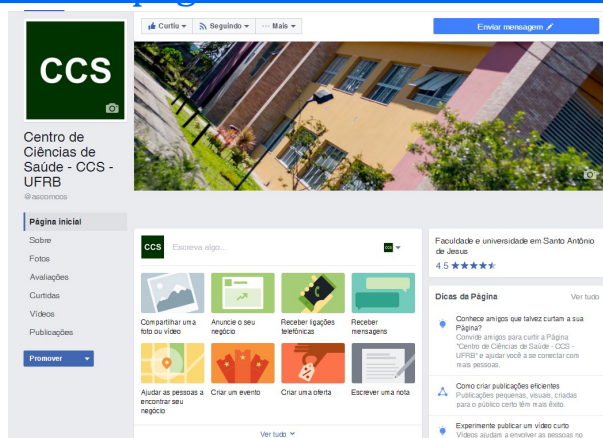 Curtiu
Seguindo
Mais
Enviar mensagem
CCS
Centro de
Ciências de
Saúde - CCS -
UFRB
@ascomccs
Página inicial
Sobre
Fotos
Avaliações
Curtidas
Vídeos
Publicações
Promover
CCS
Escreva algo...
CCS
Compartilhar uma
foto ou vídeo
Anuncie o seu
negócio
Receber ligações
telefônicas
Receber
mensagens
Ajudar as pessoas a
encontrar seu
negócio
Criar um evento
Criar uma oferta
Escrever uma nota
Ver tudo
Faculdade e universidade em Santo Antônio
de Jesus
4.5
Dicas da Página
Ver tudo
Conhece amigos que talvez curtam a sua
Página?
Convide amigos para curtir a Página
"Centro de Ciências de Saúde - CCS -
UFRB" e ajudar você a se conectar com
mais pessoas.
Como criar publicações eficientes
Publicações pequenas, visuais, criadas
para o público certo têm mais êxito.
Experimente publicar um vídeo curto
Vídeos ajudam a envolver as pessoas no